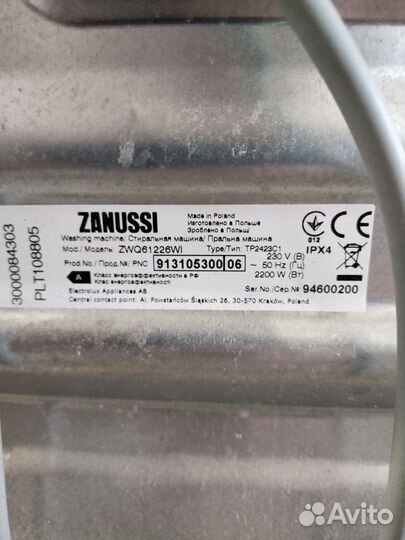 ZANUSSI
Made in Poland
Изготовлено в Польше
Зроблено в Польщі
Washing machine/ Стиральная машина/ Пральна машина
Mod./ Модель: ZWQ61226WI Type/Тип: TP2423C1
Prod.No / Прод.№/ PNC 913105300 06
230 V (В)
~ 50 Hz (Гц)
2200 W (Вт)
012
CE
IPX4
A Класс энергоэффективности в РФ
Клас енергоефективності
Electrolux Appliances AB.
Central contact point: Al. Powstańców Śląskich 26, 30-570 Kraków, Poland
Ser.No./Сер.№ 94600200
3000084303
PLT108805
Avito